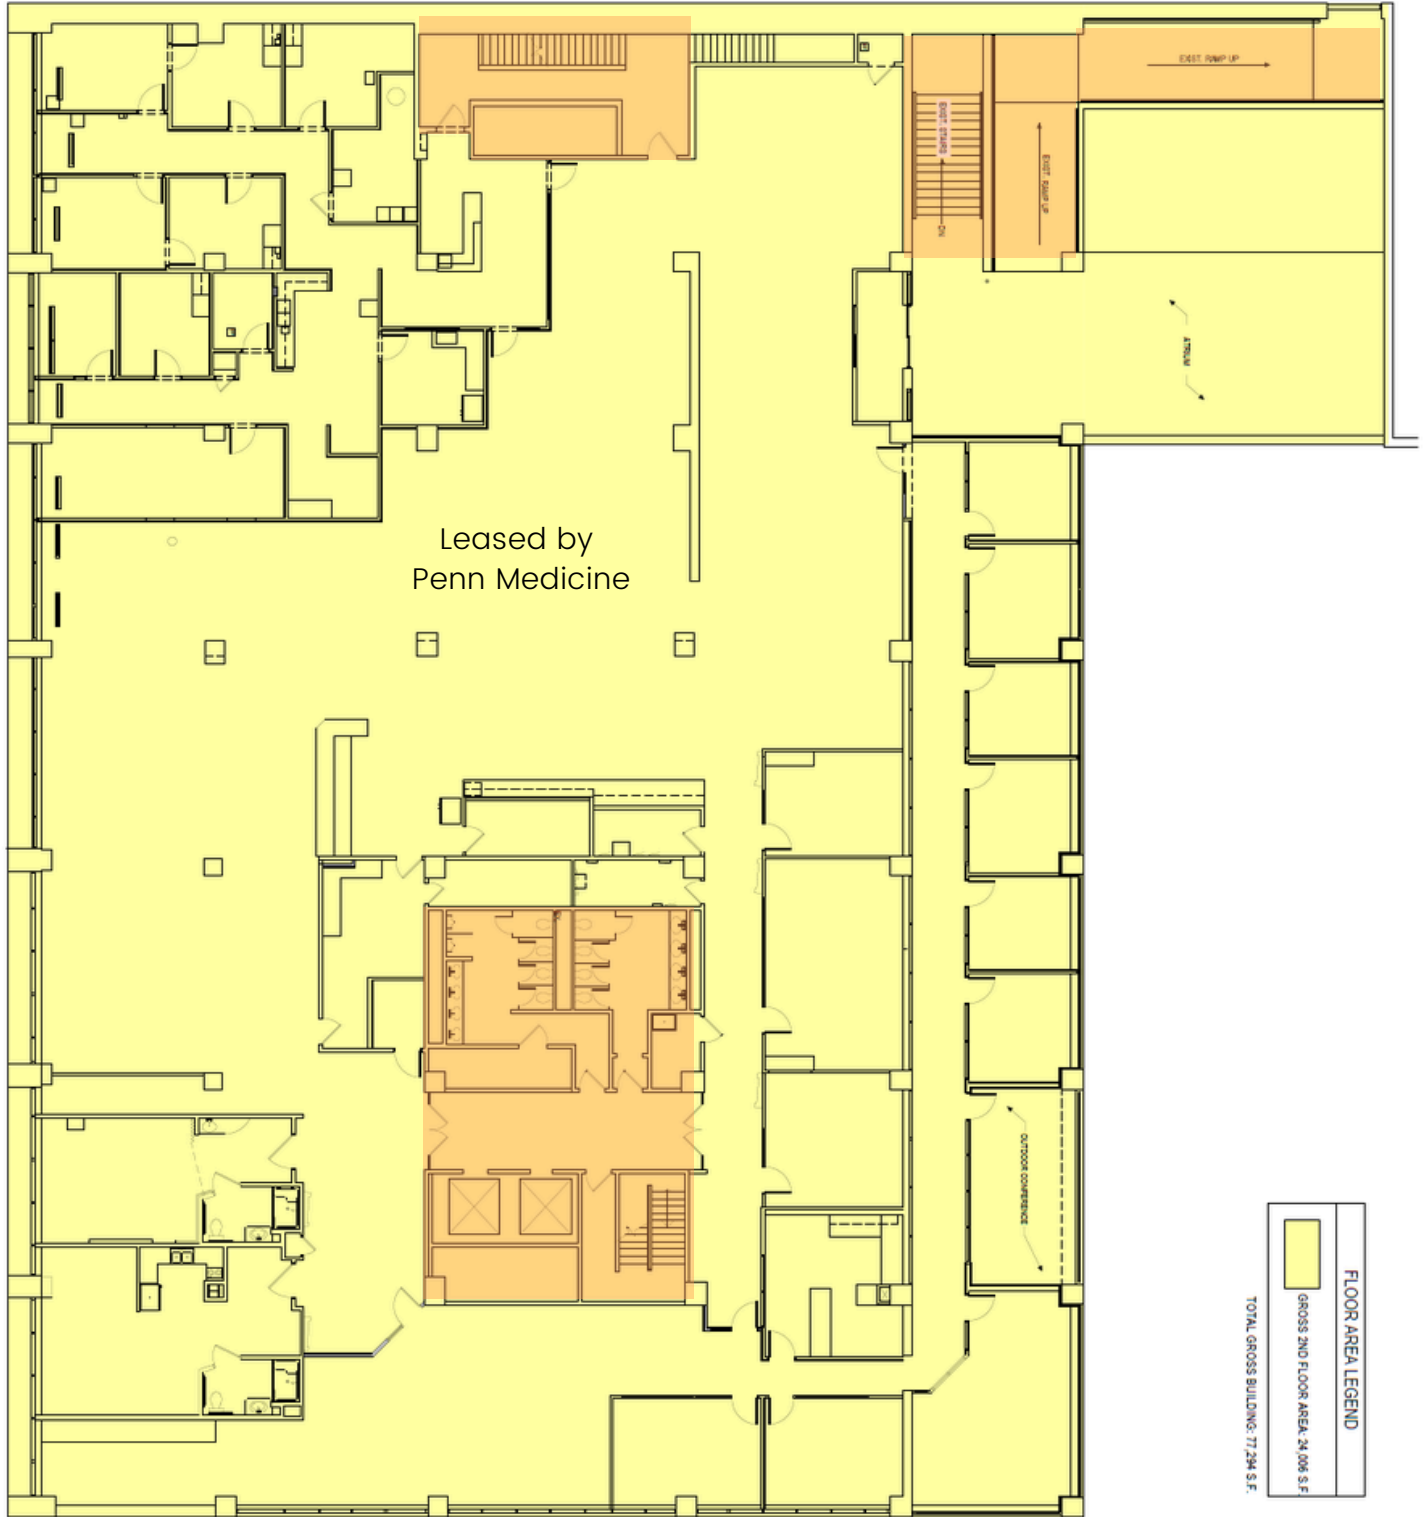 EXIST. RAMP UP
EXIST. STAIRS
DN
EXIST. RAMP UP
ATRIUM
Leased by
Penn Medicine
OUTDOOR CONFERENCE
FLOOR AREA LEGEND
GROSS 2ND FLOOR AREA: 24,006 S.F.
TOTAL GROSS BUILDING: 77,294 S.F.